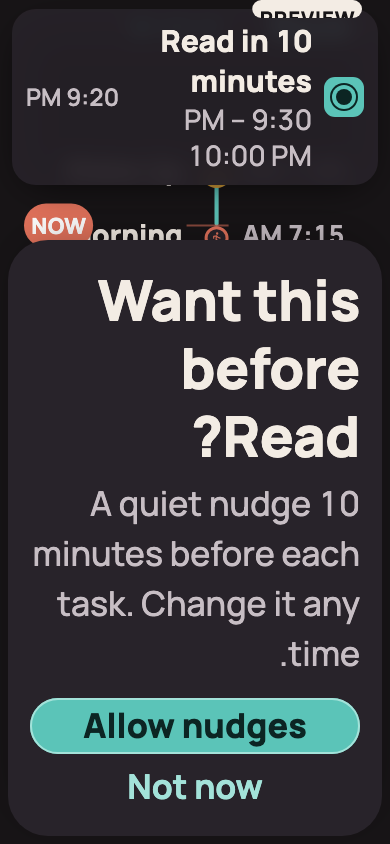 PREVIEW
Read in 10
minutes
PM 9:20
PM – 9:30
10:00 PM
NOW
orning
AM 7:15
Want this
before
?Read
A quiet nudge 10
minutes before each
task. Change it any
.time
Allow nudges
Not now